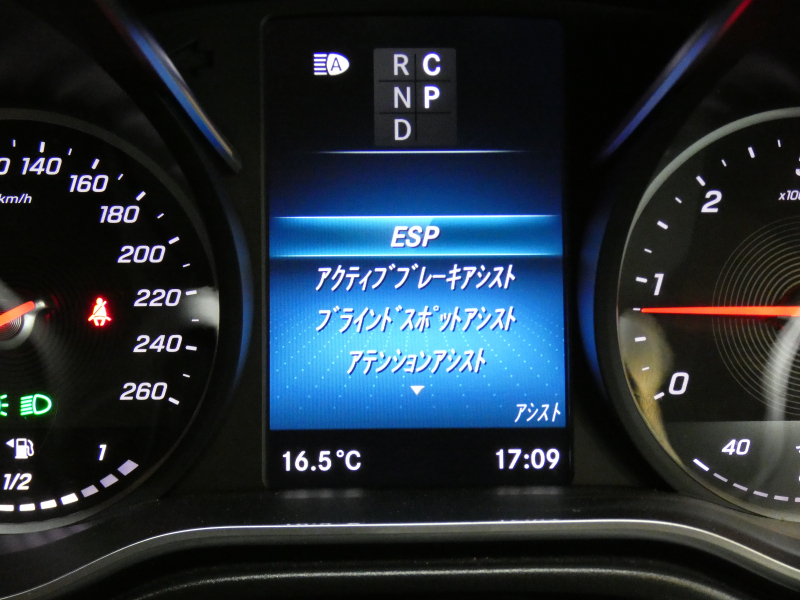 A
R C
N P
D
0 140
160
km/h
180
200
220
240
260
1/2
1
ESP
アクティブブレーキアシスト
ブラインドスポットアシスト
アテンションアシスト
アシスト
16.5℃
17:09
2
x100
1
0
40